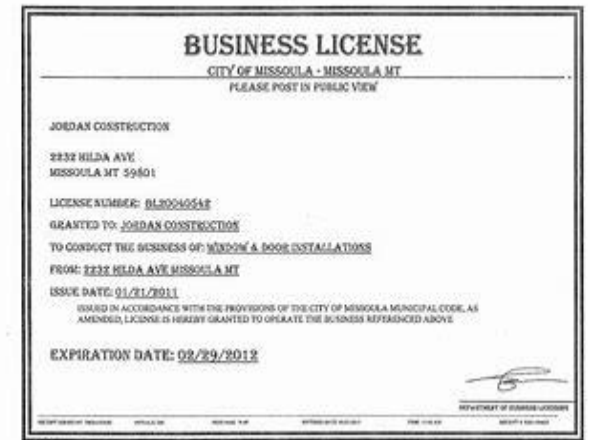 BUSINESS LICENSE
CITY OF MISSOULA - MISSOULA MT
PLEASE POST IN PUBLIC VIEW
JORDAN CONSTRUCTION
2232 HILDA AVE
MISSOULA MT 59801
LICENSE NUMBER: BL20040542
GRANTED TO: JORDAN CONSTRUCTION
TO CONDUCT THE BUSINESS OF: WINDOW & DOOR INSTALLATIONS
FROM: 2232 HILDA AVE MISSOULA MT
ISSUE DATE: 01/21/2011
ISSUED IN ACCORDANCE WITH THE PROVISIONS OF THE CITY OF MISSOULA MUNICIPAL CODE, AS
AMENDED, LICENSE IS HEREBY GRANTED TO OPERATE THE BUSINESS REFERENCED ABOVE
EXPIRATION DATE: 02/29/2012
DEPARTMENT OF BUSINESS LICENSING